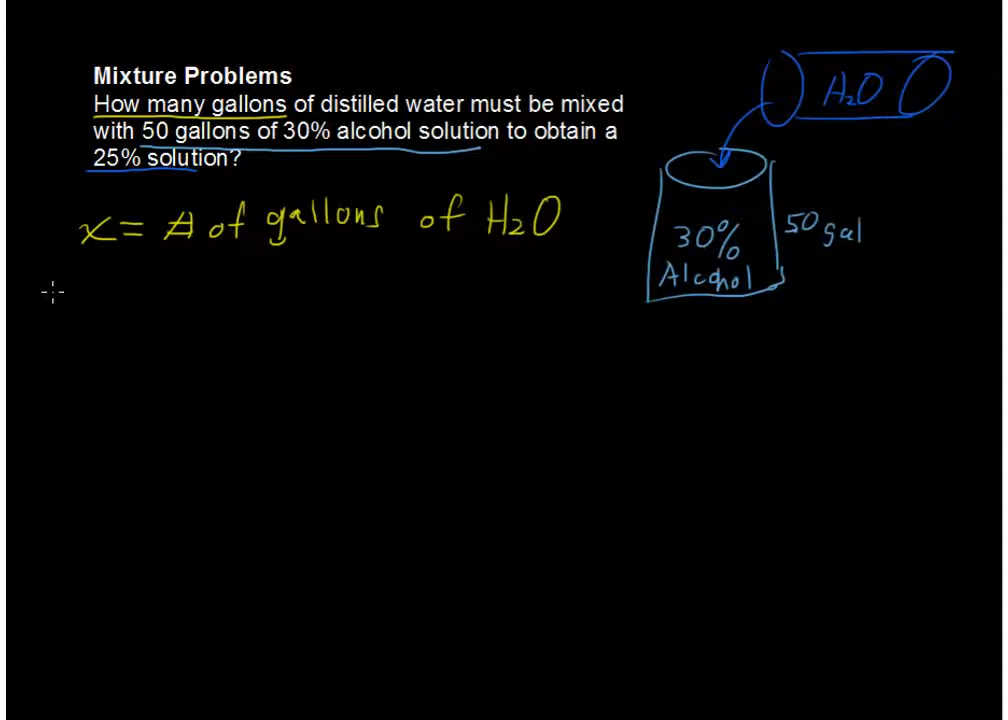 Mixture Problems
How many gallons of distilled water must be mixed
with 50 gallons of 30% alcohol solution to obtain a
25% solution?
x = # of gallons of H₂O
H₂O
30%
Alcohol
50 gal